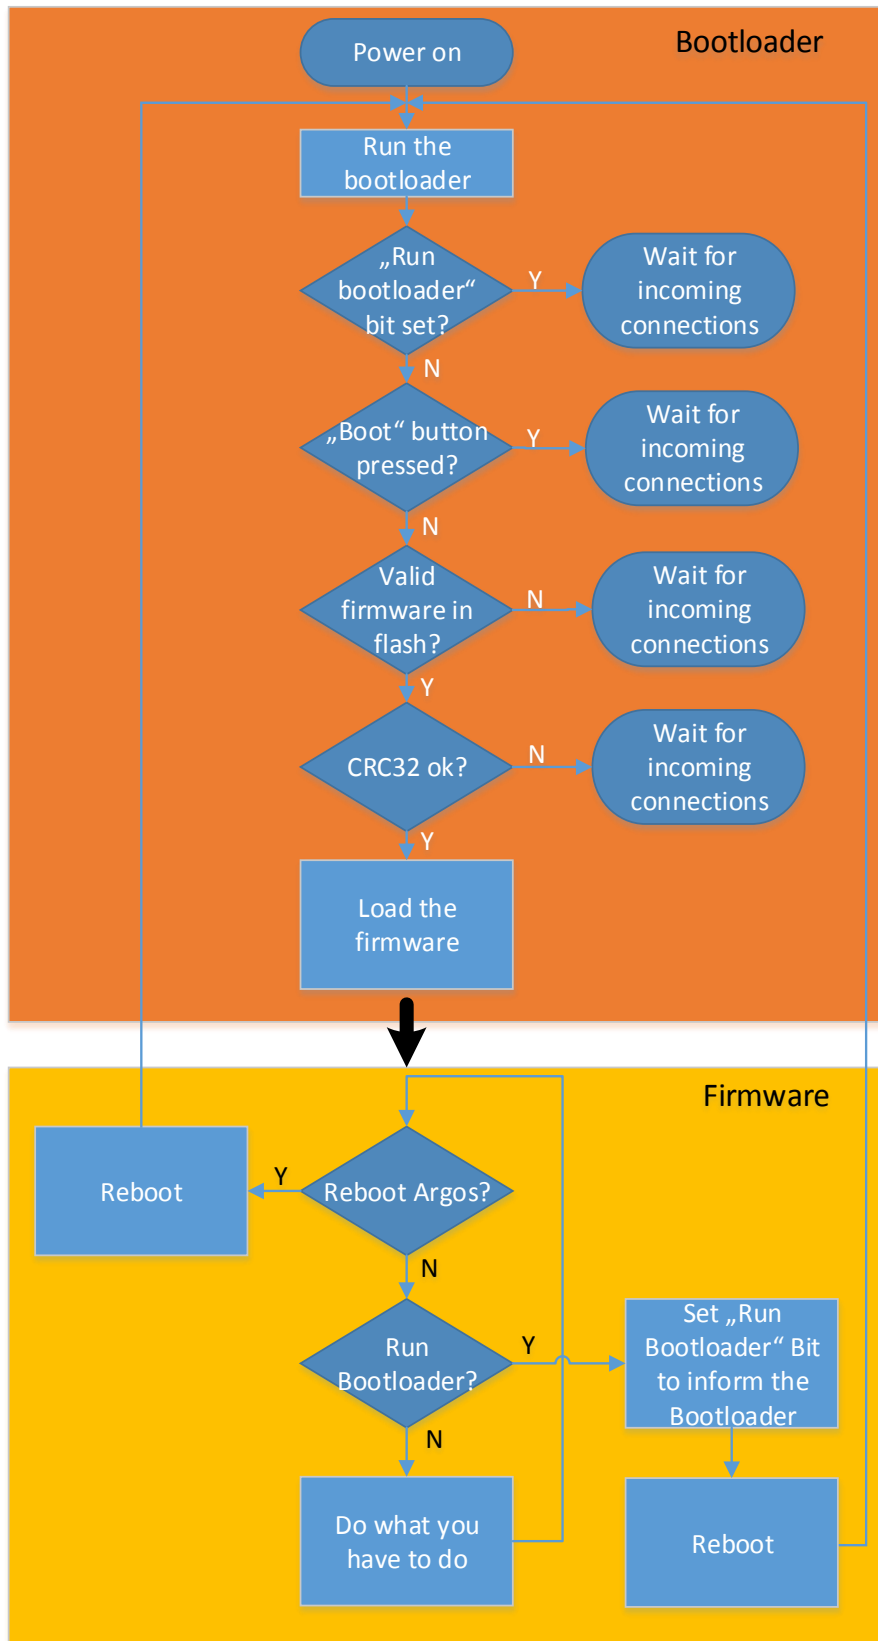 Bootloader
Power on
Run the
bootloader
„Run
bootloader“
bit set?
Y
Wait for
incoming
connections
N
„Boot“ button
pressed?
Y
Wait for
incoming
connections
N
Valid
firmware in
flash?
N
Wait for
incoming
connections
Y
CRC32 ok?
N
Wait for
incoming
connections
Y
Load the
firmware
Firmware
Reboot
Y
Reboot Argos?
N
Run
Bootloader?
Y
Set „Run
Bootloader“ Bit
to inform the
Bootloader
N
Do what you
have to do
Reboot